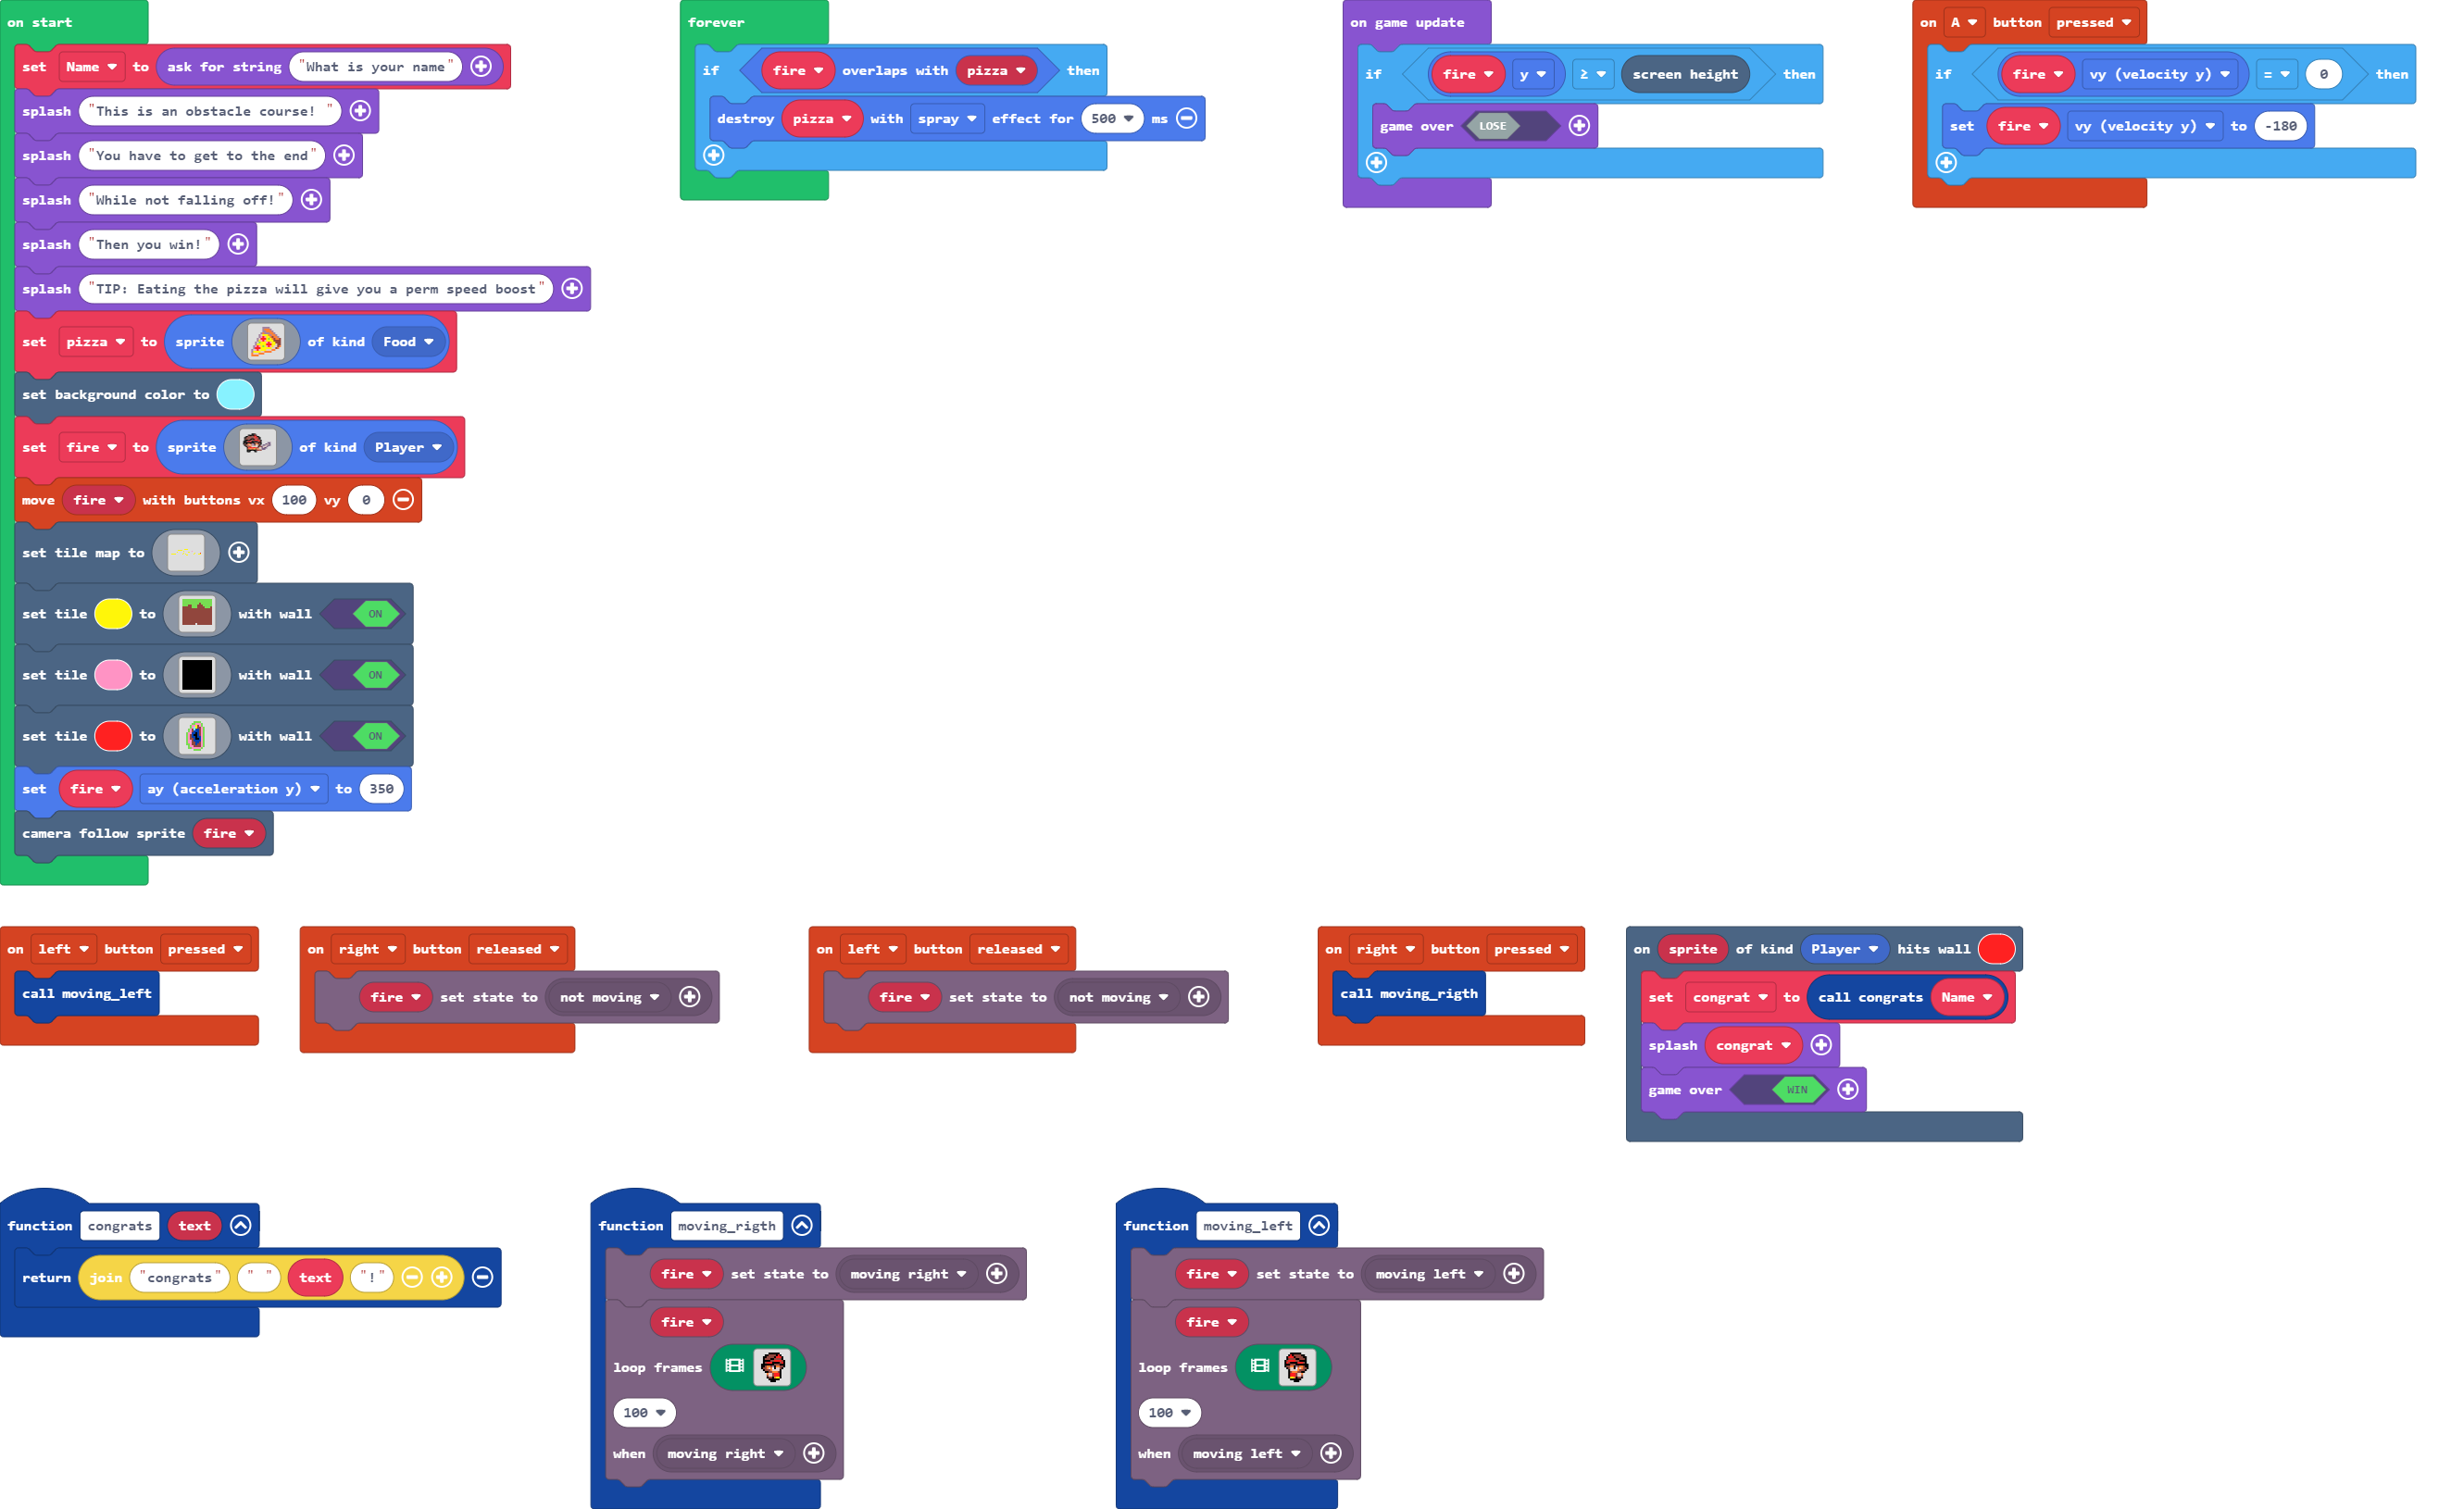 on start
set Name to ask for string "What is your name"
splash "This is an obstacle course! "
splash "You have to get to the end"
splash "While not falling off!"
splash "Then you win!"
splash "TIP: Eating the pizza will give you a perm speed boost"
set pizza to sprite of kind Food
set background color to
set fire to sprite of kind Player
move fire with buttons vx 100 vy 0
set tile map to
set tile to with wall ON
set tile to with wall ON
set tile to with wall ON
set fire ay (acceleration y) to 350
camera follow sprite fire
forever
if fire overlaps with pizza then
destroy pizza with spray effect for 500 ms
on game update
if fire y ≥ screen height then
game over LOSE
on A button pressed
if fire vy (velocity y) = 0 then
set fire vy (velocity y) to -180
on left button pressed
call moving_left
on right button released
fire set state to not moving
on left button released
fire set state to not moving
on right button pressed
call moving_rigth
on sprite of kind Player hits wall
set congrat to call congrats Name
splash congrat
game over WIN
function congrats text
return join "congrats" " " text "!"
function moving_rigth
fire set state to moving right
fire
loop frames
100
when moving right
function moving_left
fire set state to moving left
fire
loop frames
100
when moving left